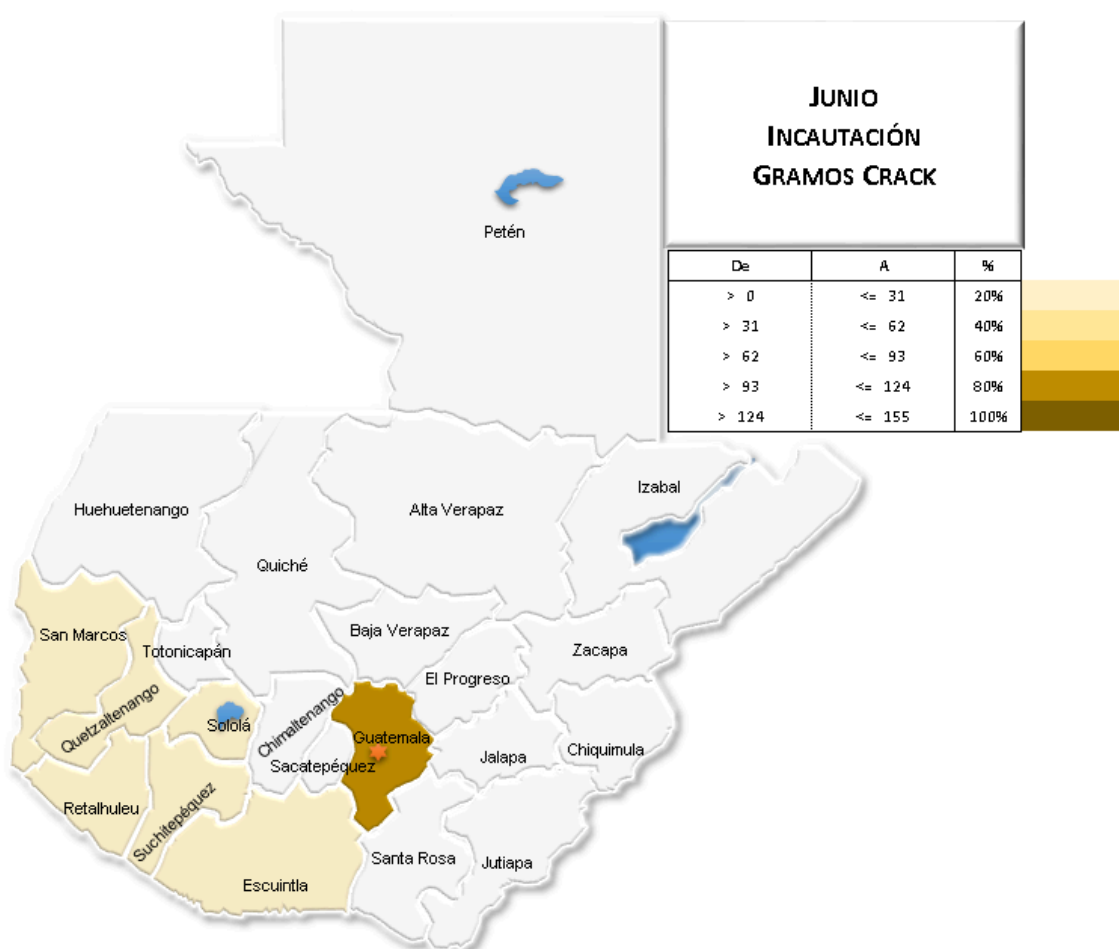 JUNIO
INCAUTACIÓN
GRAMOS CRACK
De A %
> 0 <= 31 20%
> 31 <= 62 40%
> 62 <= 93 60%
> 93 <= 124 80%
> 124 <= 155 100%
Petén
Huehuetenango
Alta Verapaz
Izabal
Quiché
San Marcos
Totonicapán
Baja Verapaz
Zacapa
El Progreso
Quetzaltenango
Sololá
Chimaltenango
Guatemala
Sacatepéquez
Jalapa
Chiquimula
Retalhuleu
Suchitepéquez
Santa Rosa
Jutiapa
Escuintla